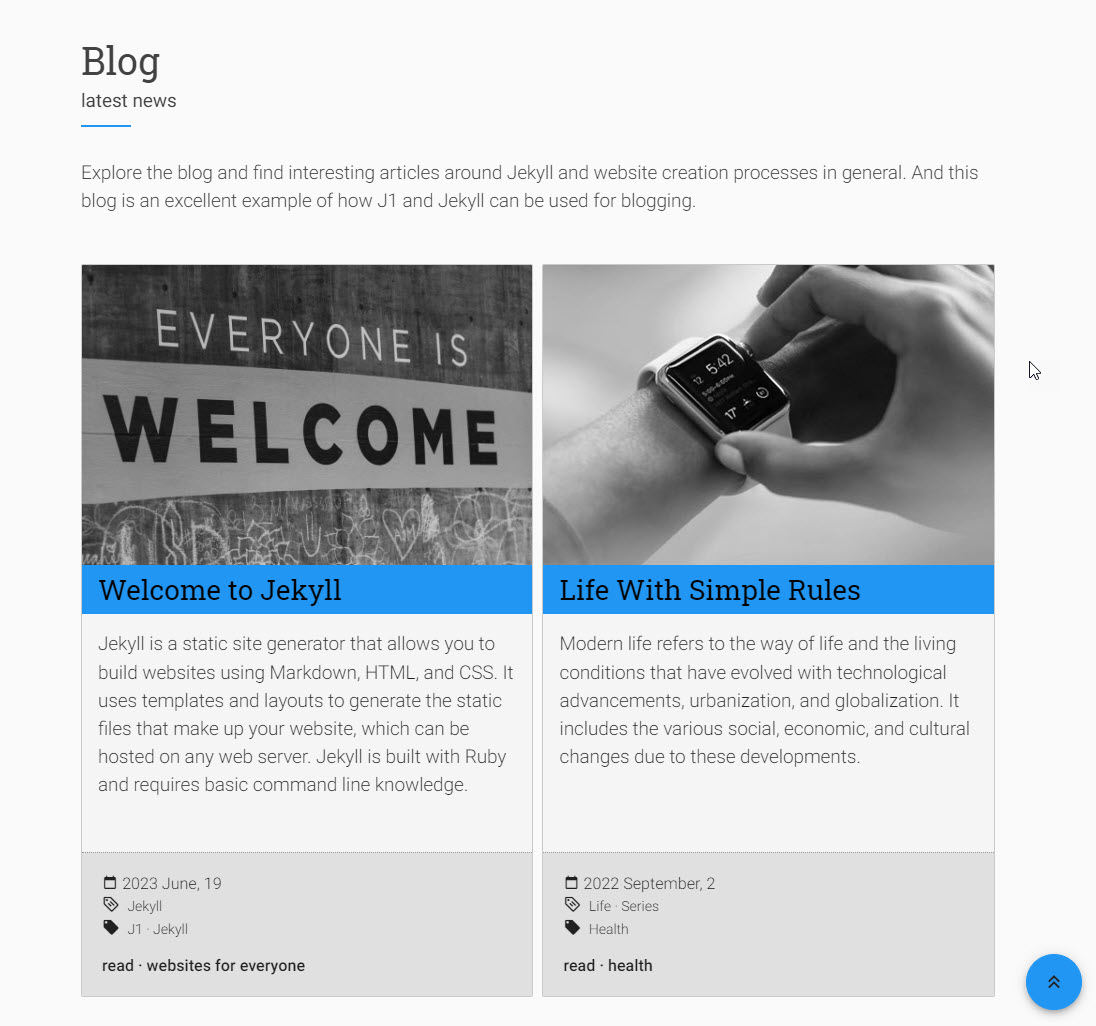 Blog
latest news
Explore the blog and find interesting articles around Jekyll and website creation processes in general. And this
blog is an excellent example of how J1 and Jekyll can be used for blogging.
EVERYONE IS
WELCOME
Welcome to Jekyll
Jekyll is a static site generator that allows you to
build websites using Markdown, HTML, and CSS. It
uses templates and layouts to generate the static
files that make up your website, which can be
hosted on any web server. Jekyll is built with Ruby
and requires basic command line knowledge.
2023 June, 19
Jekyll
J1 · Jekyll
read · websites for everyone
5:42
12
17°
Life With Simple Rules
Modern life refers to the way of life and the living
conditions that have evolved with technological
advancements, urbanization, and globalization. It
includes the various social, economic, and cultural
changes due to these developments.
2022 September, 2
Life · Series
Health
read · health